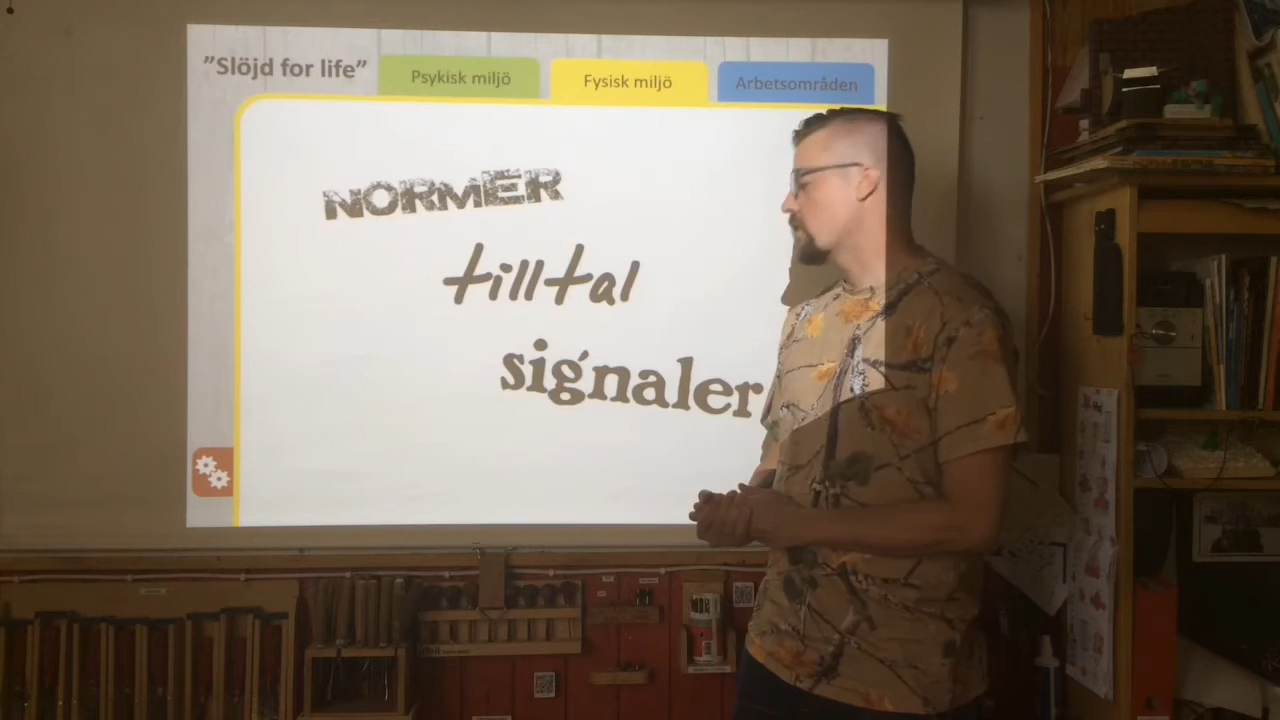 ”Slöjd for life”
Psykisk miljö
Fysisk miljö
Arbetsområden
NORMER
tilltal
signaler